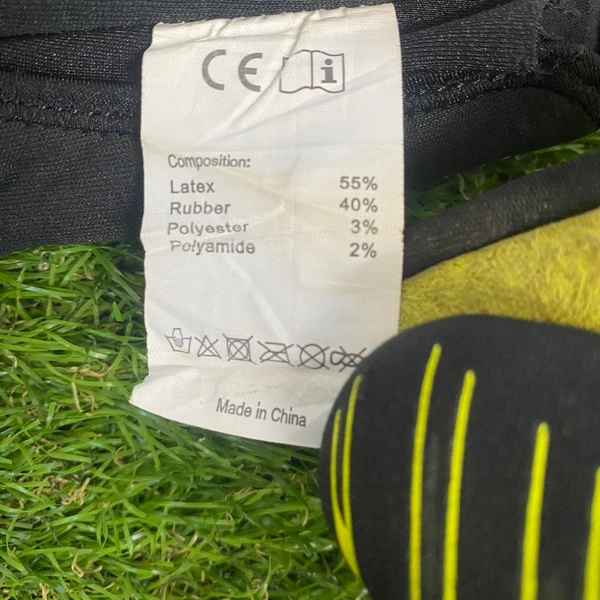 CE i
Composition:
Latex 55%
Rubber 40%
Polyester 3%
Polyamide 2%
Made in China